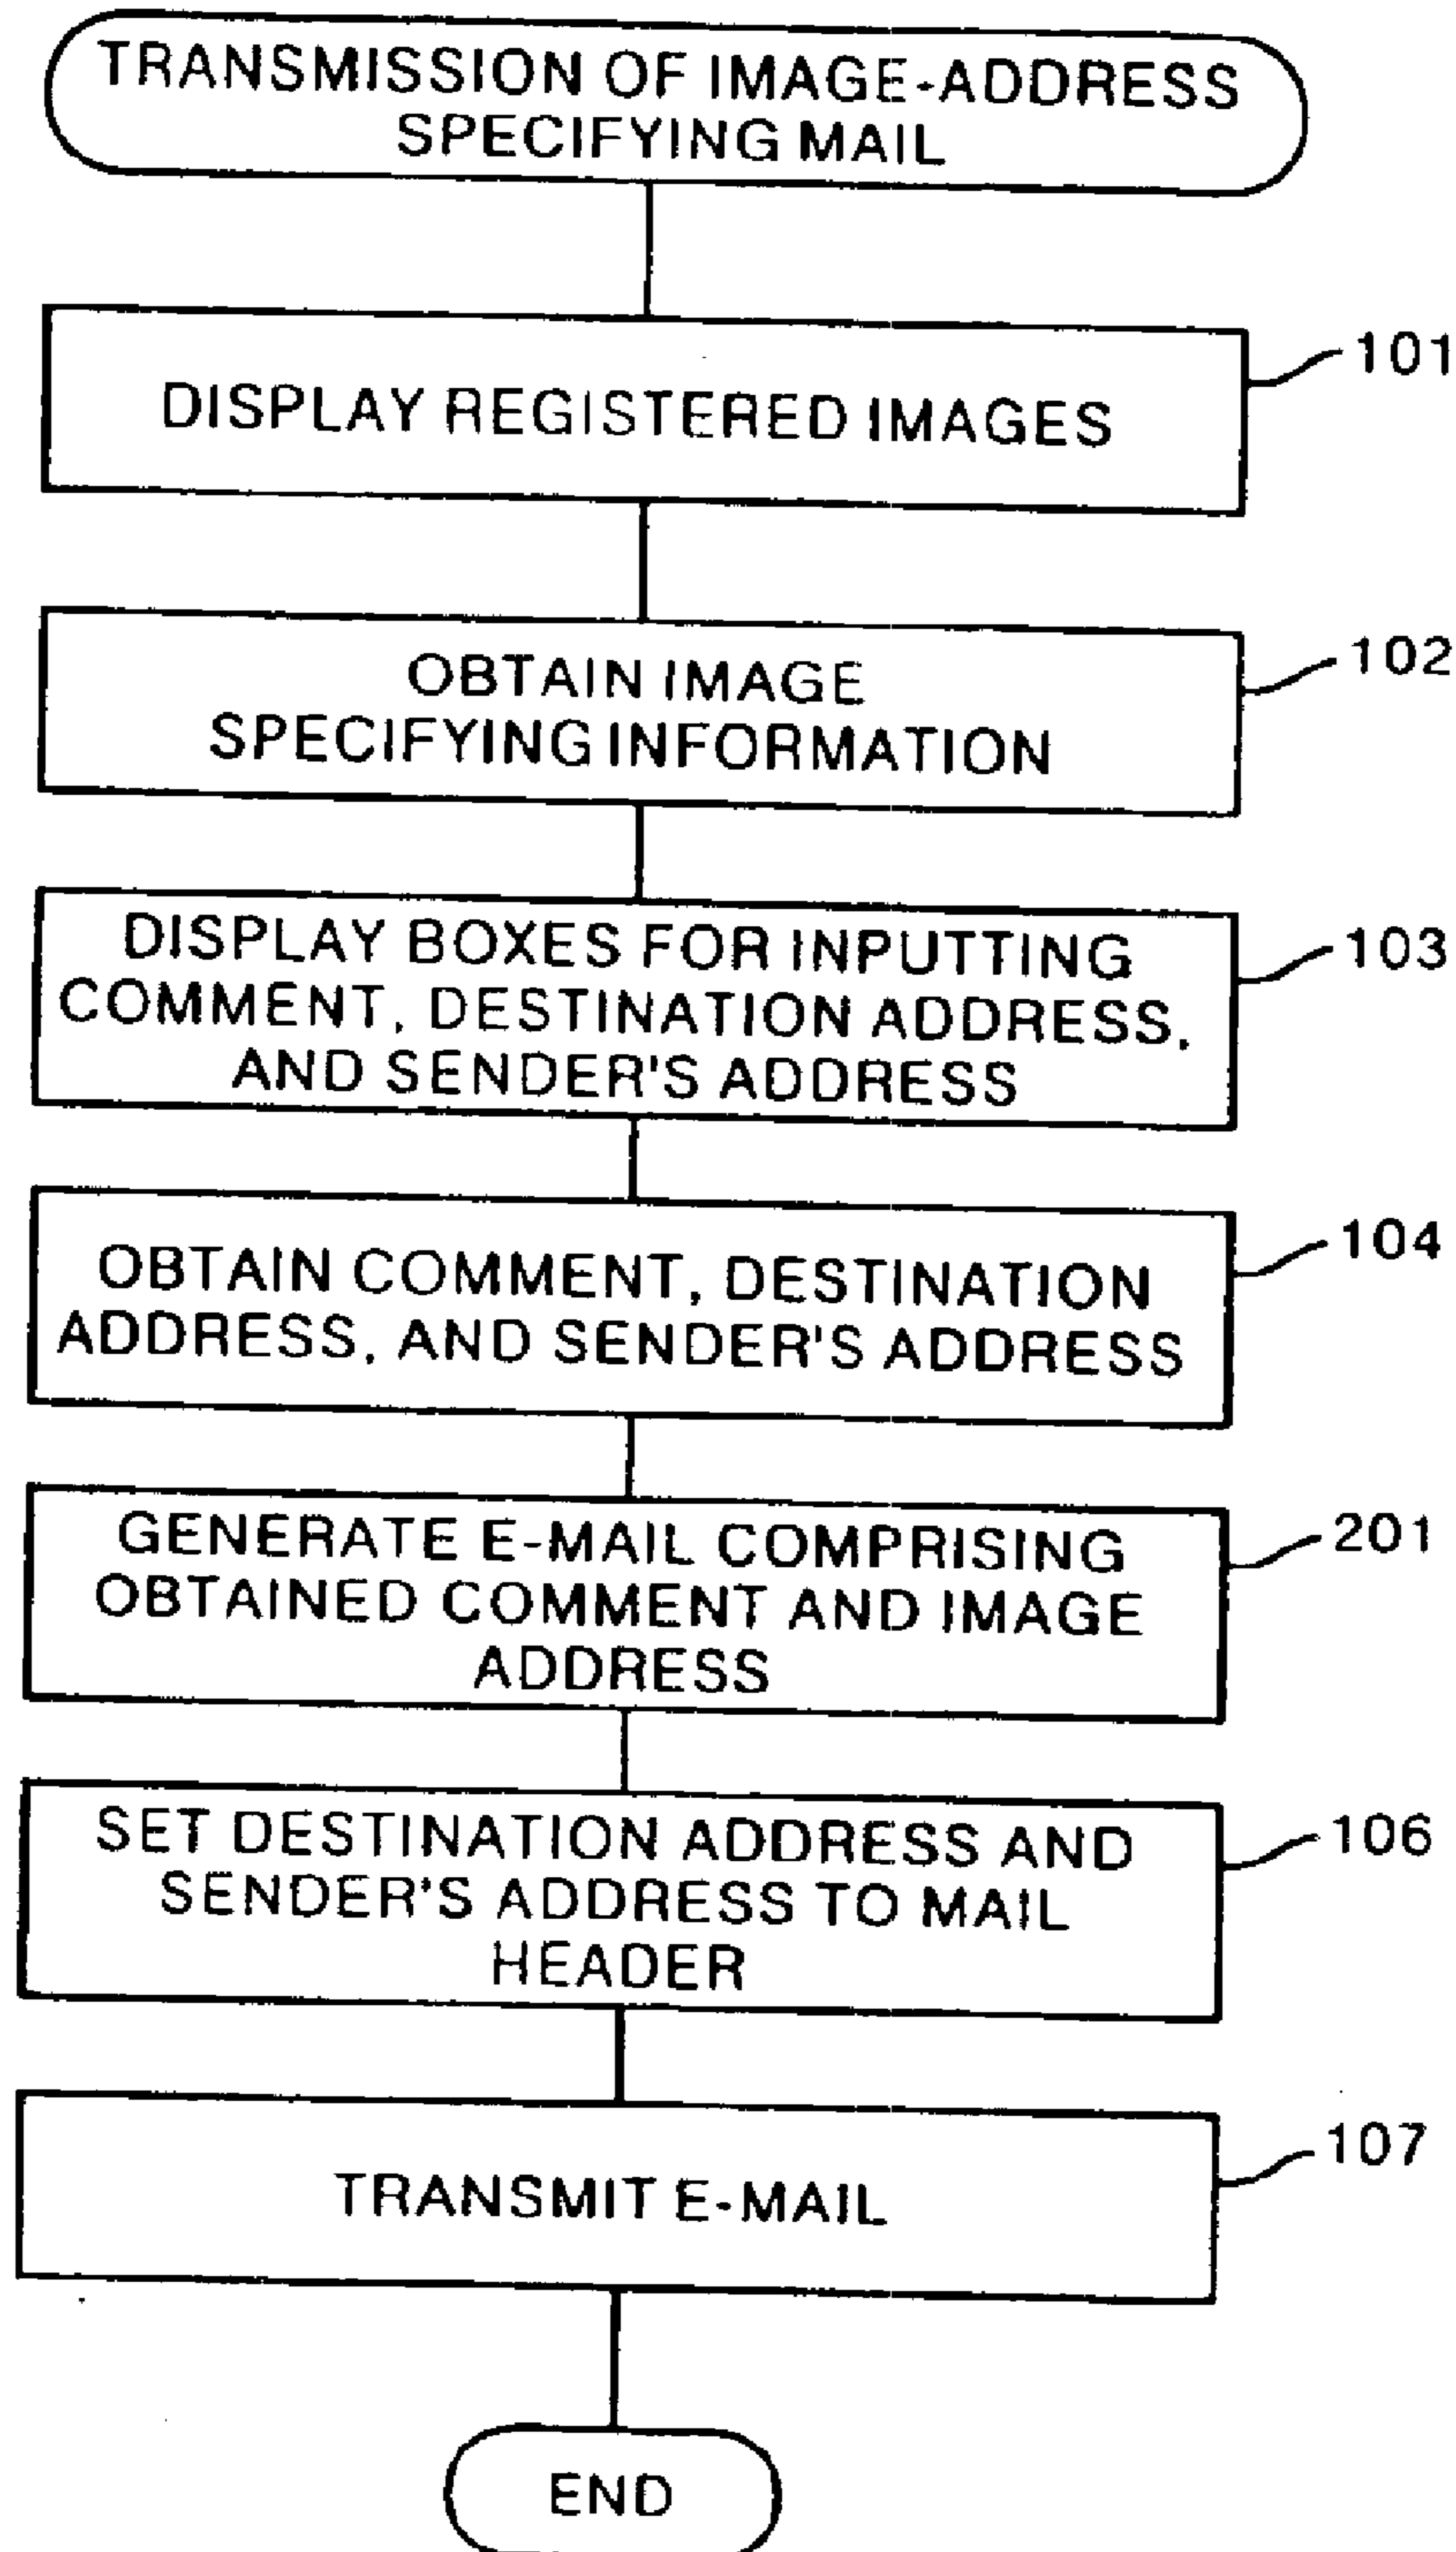 TRANSMISSION OF IMAGE-ADDRESS
SPECIFYING MAIL
DISPLAY REGISTERED IMAGES
101
OBTAIN IMAGE
SPECIFYING INFORMATION
102
DISPLAY BOXES FOR INPUTTING
COMMENT, DESTINATION ADDRESS,
AND SENDER'S ADDRESS
103
OBTAIN COMMENT, DESTINATION
ADDRESS, AND SENDER'S ADDRESS
104
GENERATE E-MAIL COMPRISING
OBTAINED COMMENT AND IMAGE
ADDRESS
201
SET DESTINATION ADDRESS AND
SENDER'S ADDRESS TO MAIL
HEADER
106
TRANSMIT E-MAIL
107
END